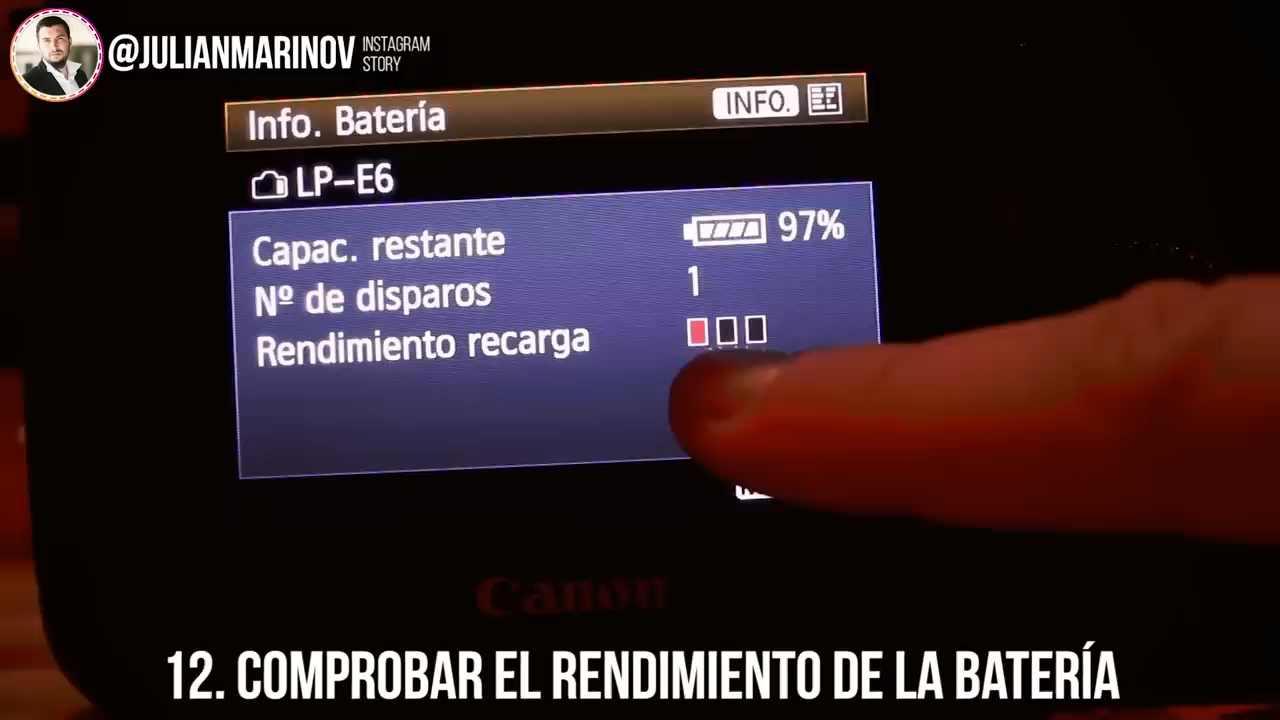 @JULIANMARINOV
INSTAGRAM
STORY
Info. Batería
INFO.
LP-E6
Capac. restante 97%
Nº de disparos 1
Rendimiento recarga
Canon
12. COMPROBAR EL RENDIMIENTO DE LA BATERÍA